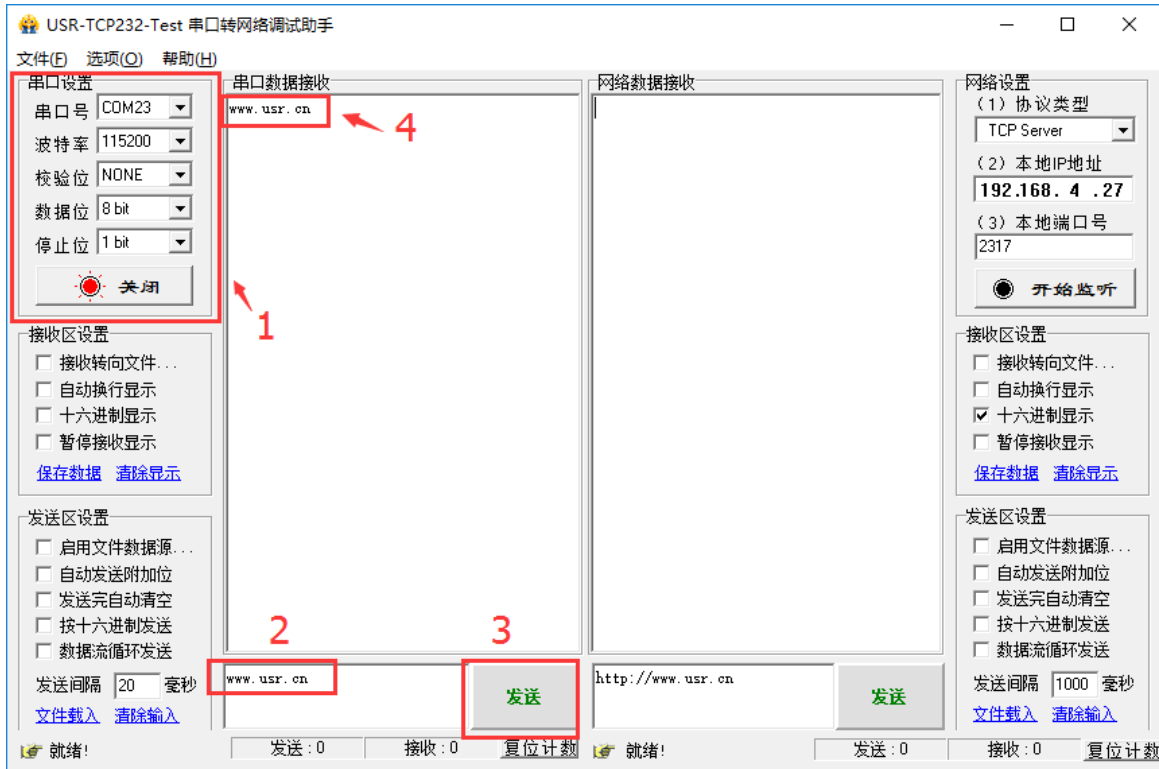 USR-TCP232-Test 串口转网络调试助手
文件(F) 选项(O) 帮助(H)
串口设置
串口号 COM23
波特率 115200
校验位 NONE
数据位 8 bit
停止位 1 bit
关闭
1
接收区设置
接收转向文件...
自动换行显示
十六进制显示
暂停接收显示
保存数据 清除显示
发送区设置
启用文件数据源...
自动发送附加位
发送完自动清空
按十六进制发送
数据流循环发送
发送间隔 20 毫秒
文件载入 清除输入
串口数据接收
www.usr.cn
4
2
3
www.usr.cn
发送
网络数据接收
http://www.usr.cn
发送
网络设置
(1) 协议类型
TCP Server
(2) 本地IP地址
192.168. 4 .27
(3) 本地端口号
2317
开始监听
接收区设置
接收转向文件...
自动换行显示
十六进制显示
暂停接收显示
保存数据 清除显示
发送区设置
启用文件数据源...
自动发送附加位
发送完自动清空
按十六进制发送
数据流循环发送
发送间隔 1000 毫秒
文件载入 清除输入
就绪! 发送:0 接收:0 复位计数
就绪! 发送:0 接收:0 复位计数